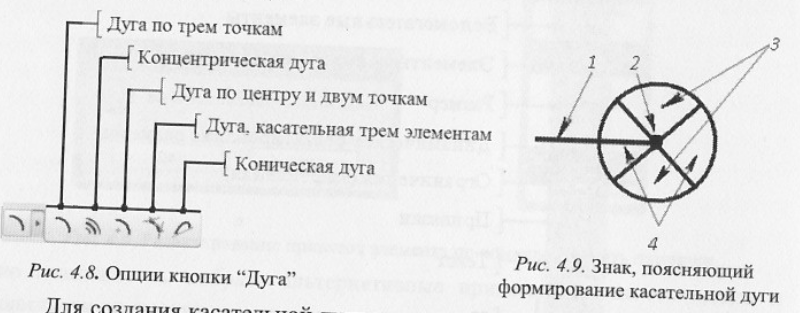 Дуга по трем точкам
Концентрическая дуга
Дуга по центру и двум точкам
Дуга, касательная трем элементам
Коническая дуга
Рис. 4.8. Опции кнопки “Дуга”
1
2
3
4
Рис. 4.9. Знак, поясняющий
формирование касательной дуги
Для создания касательной